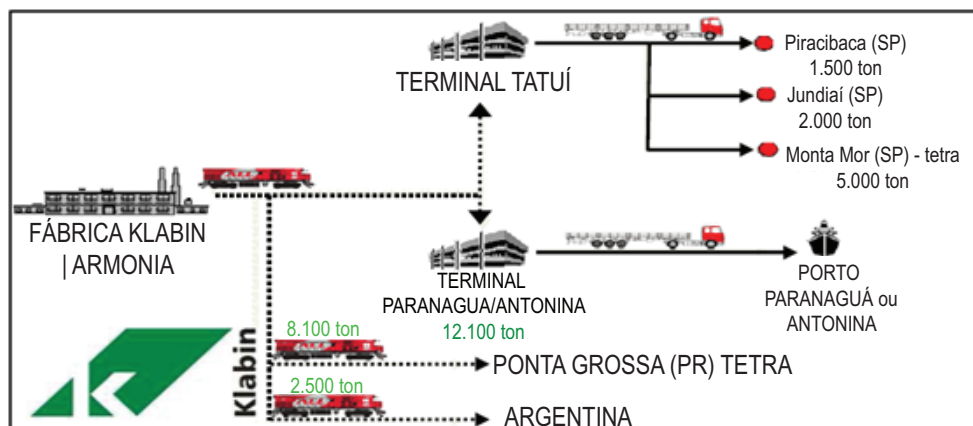 Piracibaca (SP)
1.500 ton
TERMINAL TATUÍ
Jundiaí (SP)
2.000 ton
Monta Mor (SP) - tetra
5.000 ton
FÁBRICA KLABIN
| ARMONIA
TERMINAL
PARANAGUA/ANTONINA
12.100 ton
PORTO
PARANAGUÁ ou
ANTONINA
Klabin
8.100 ton
PONTA GROSSA (PR) TETRA
2.500 ton
ARGENTINA